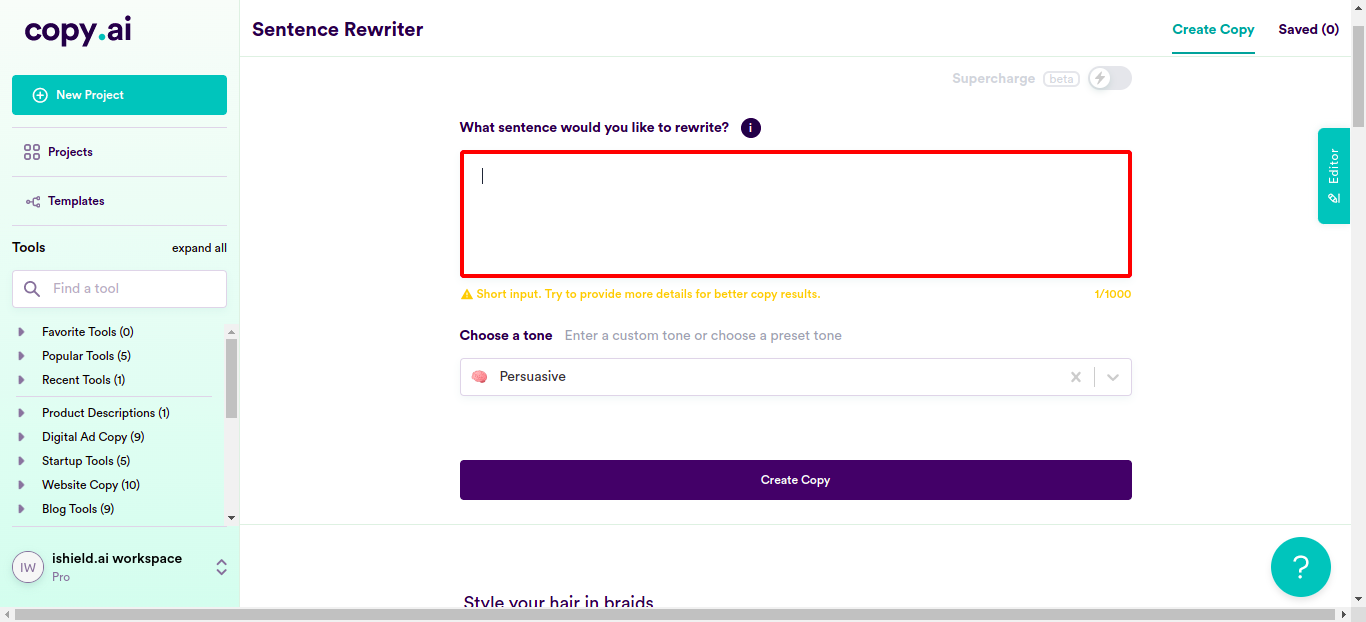 copy.ai
New Project
Projects
Templates
Tools expand all
Find a tool
Favorite Tools (0)
Popular Tools (5)
Recent Tools (1)
Product Descriptions (1)
Digital Ad Copy (9)
Startup Tools (5)
Website Copy (10)
Blog Tools (9)
IW
ishield.ai workspace
Pro
Sentence Rewriter
Create Copy Saved (0)
Supercharge beta
What sentence would you like to rewrite? i
Short input. Try to provide more details for better copy results. 1/1000
Choose a tone Enter a custom tone or choose a preset tone
Persuasive
Create Copy
Style your hair in braids
Editor
?